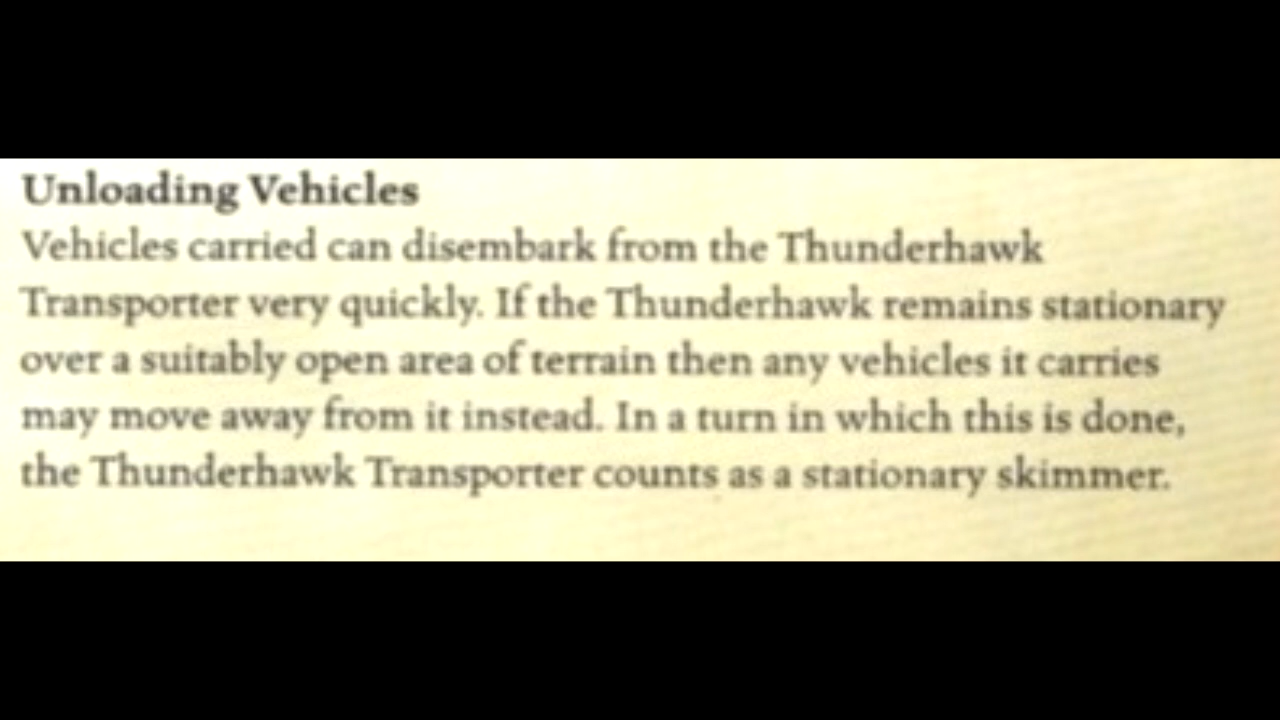 Unloading Vehicles
Vehicles carried can disembark from the Thunderhawk
Transporter very quickly. If the Thunderhawk remains stationary
over a suitably open area of terrain then any vehicles it carries
may move away from it instead. In a turn in which this is done,
the Thunderhawk Transporter counts as a stationary skimmer.